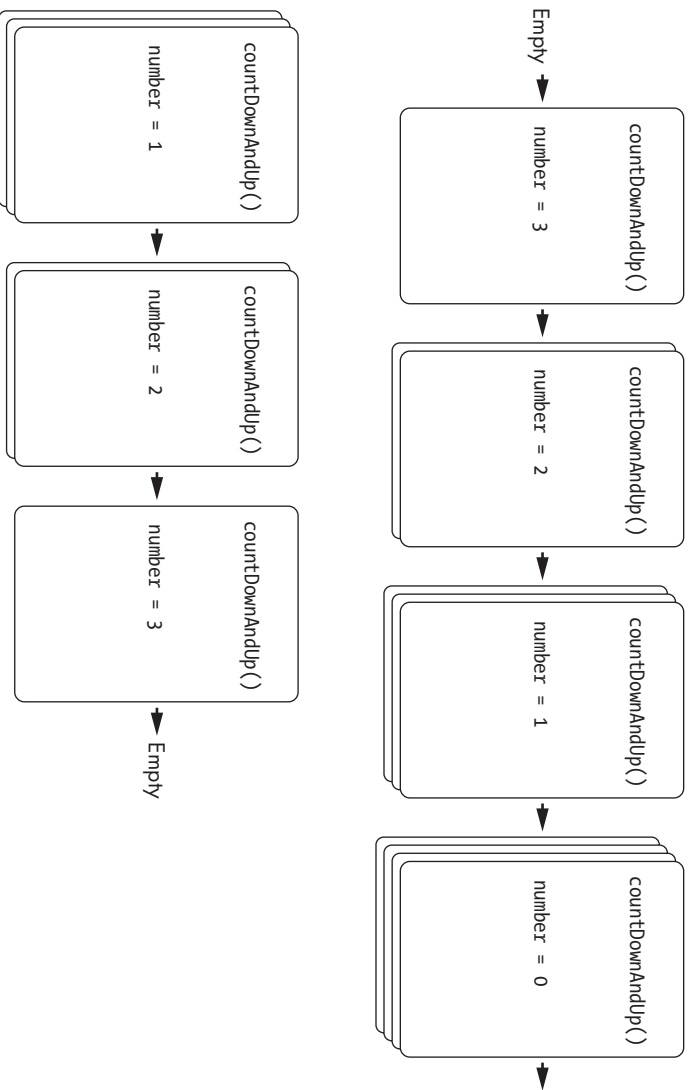 Empty
countDownAndUp()
number = 3
countDownAndUp()
number = 2
countDownAndUp()
number = 1
countDownAndUp()
number = 0
countDownAndUp()
number = 1
countDownAndUp()
number = 2
countDownAndUp()
number = 3
Empty